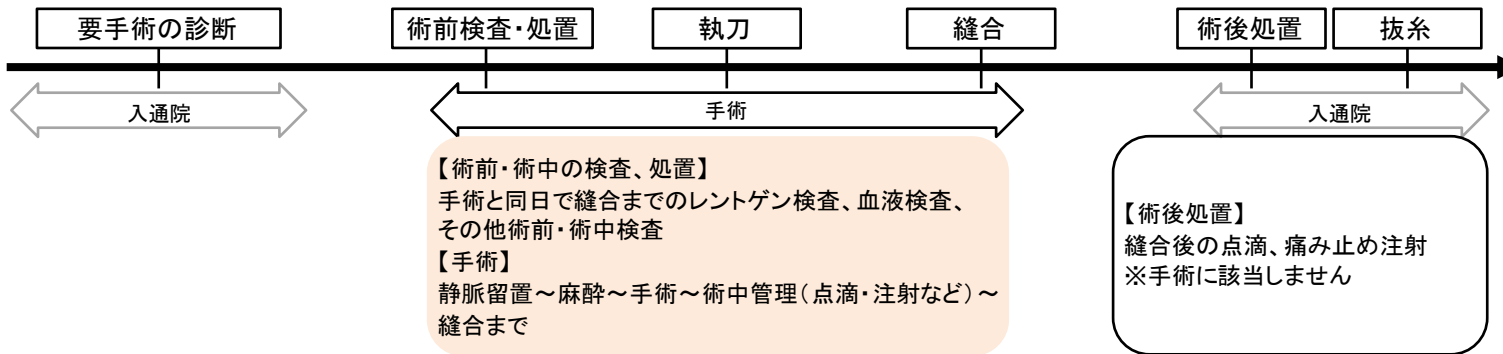 要手術の診断
術前検査・処置
執刀
縫合
術後処置
抜糸
入通院
手術
入通院
【術前・術中の検査、処置】
手術と同日で縫合までのレントゲン検査、血液検査、
その他術前・術中検査
【手術】
静脈留置～麻酔～手術～術中管理（点滴・注射など）～
縫合まで
【術後処置】
縫合後の点滴、痛み止め注射
※手術に該当しません